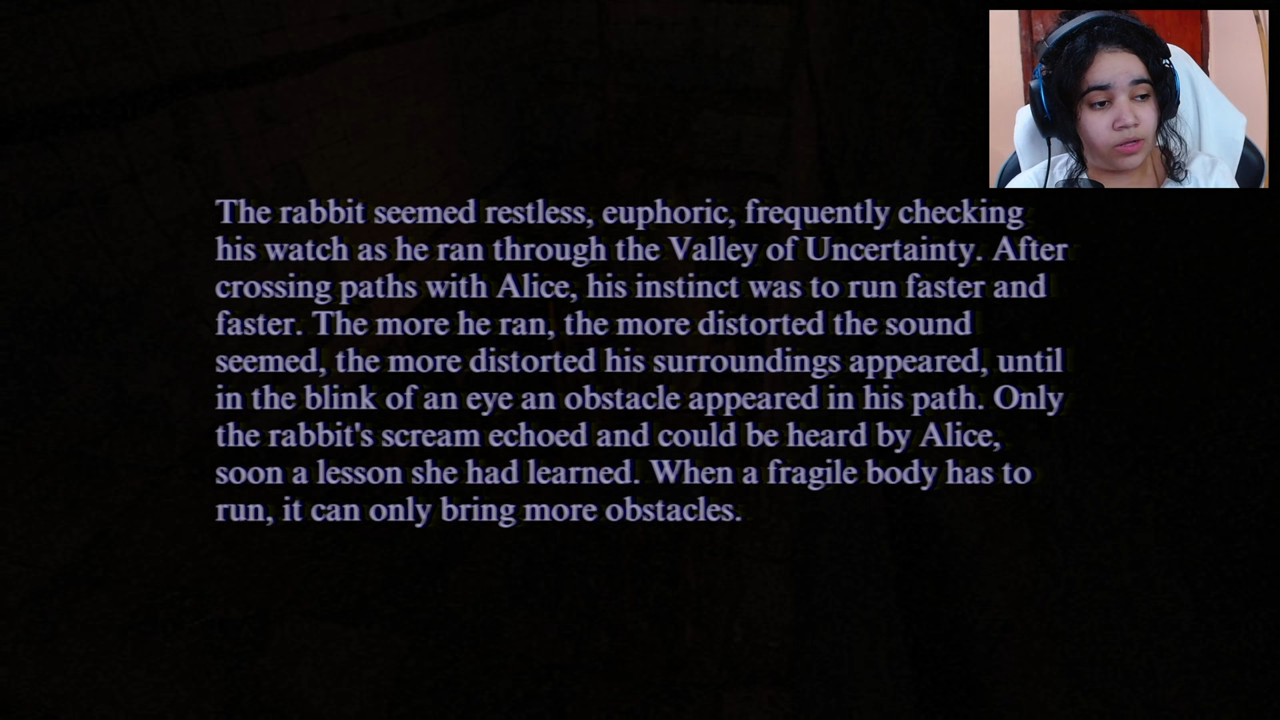 The rabbit seemed restless, euphoric, frequently checking
his watch as he ran through the Valley of Uncertainty. After
crossing paths with Alice, his instinct was to run faster and
faster. The more he ran, the more distorted the sound
seemed, the more distorted his surroundings appeared, until
in the blink of an eye an obstacle appeared in his path. Only
the rabbit's scream echoed and could be heard by Alice,
soon a lesson she had learned. When a fragile body has to
run, it can only bring more obstacles.